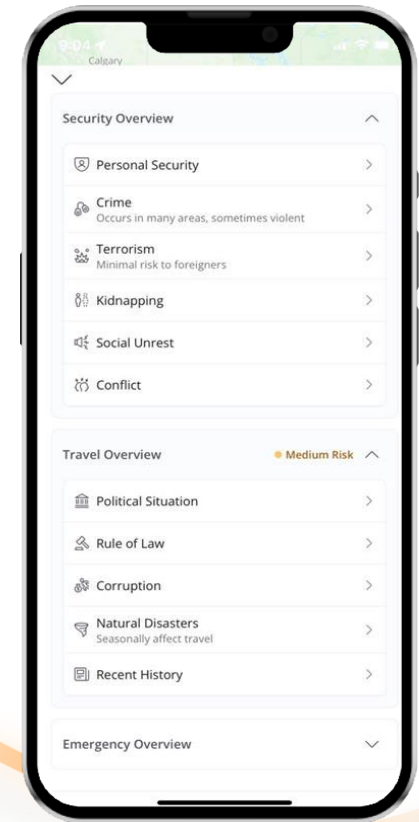 9:04
Calgary
Security Overview
Personal Security
Crime
Occurs in many areas, sometimes violent
Terrorism
Minimal risk to foreigners
Kidnapping
Social Unrest
Conflict
Travel Overview
Medium Risk
Political Situation
Rule of Law
Corruption
Natural Disasters
Seasonally affect travel
Recent History
Emergency Overview